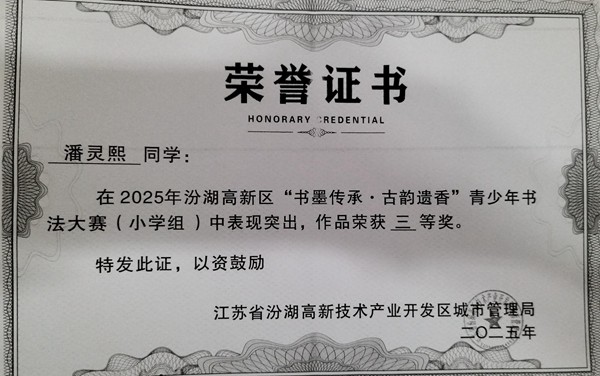 荣誉证书
HONORARY CREDENTIAL
潘灵熙 同学：
在2025年汾湖高新区“书墨传承·古韵遗香”青少年书
法大赛（小学组）中表现突出，作品荣获 三 等奖。
特发此证，以资鼓励
江苏省汾湖高新技术产业开发区城市管理局
二〇二五年